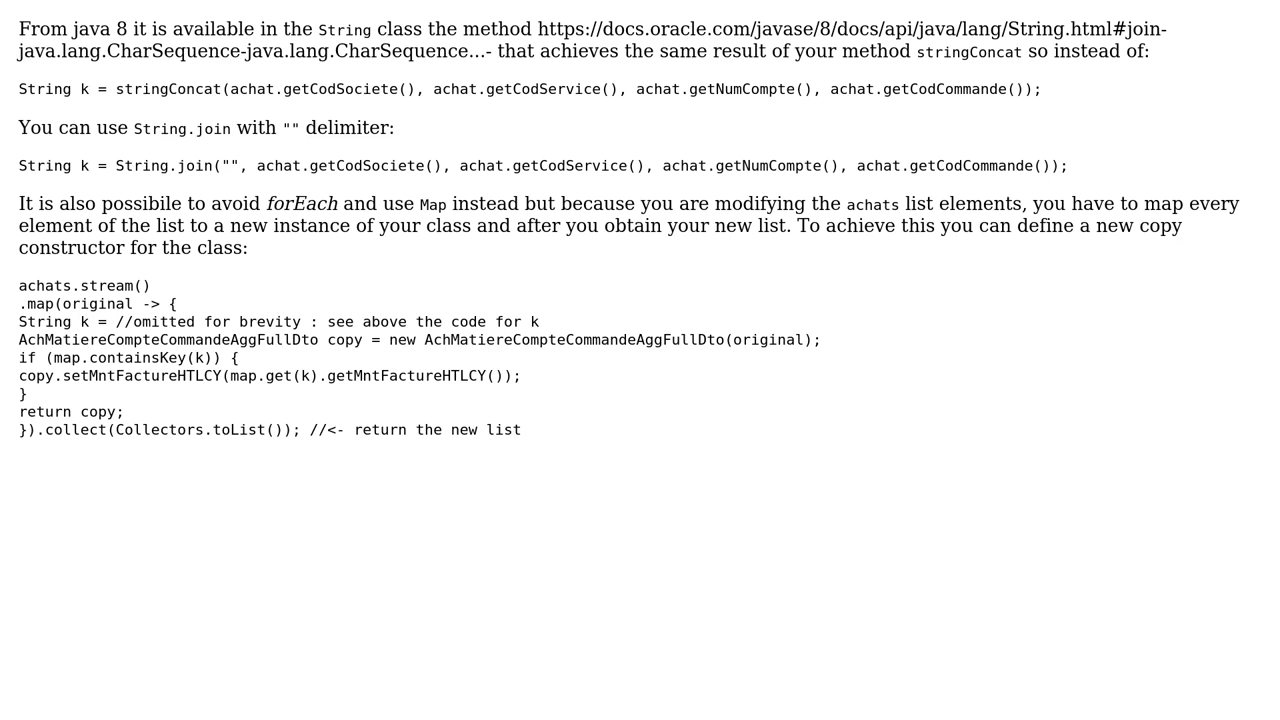 From java 8 it is available in the String class the method https://docs.oracle.com/javase/8/docs/api/java/lang/String.html#join-
java.lang.CharSequence-java.lang.CharSequence...- that achieves the same result of your method stringConcat so instead of:
String k = stringConcat(achat.getCodSociete(), achat.getCodService(), achat.getNumCompte(), achat.getCodCommande());
You can use String.join with "" delimiter:
String k = String.join("", achat.getCodSociete(), achat.getCodService(), achat.getNumCompte(), achat.getCodCommande());
It is also possibile to avoid forEach and use Map instead but because you are modifying the achats list elements, you have to map every
element of the list to a new instance of your class and after you obtain your new list. To achieve this you can define a new copy
constructor for the class:
achats.stream()
.map(original -> {
String k = //omitted for brevity : see above the code for k
AchMatiereCompteCommandeAggFullDto copy = new AchMatiereCompteCommandeAggFullDto(original);
if (map.containsKey(k)) {
copy.setMntFactureHTLCY(map.get(k).getMntFactureHTLCY());
}
return copy;
}).collect(Collectors.toList()); //<- return the new list